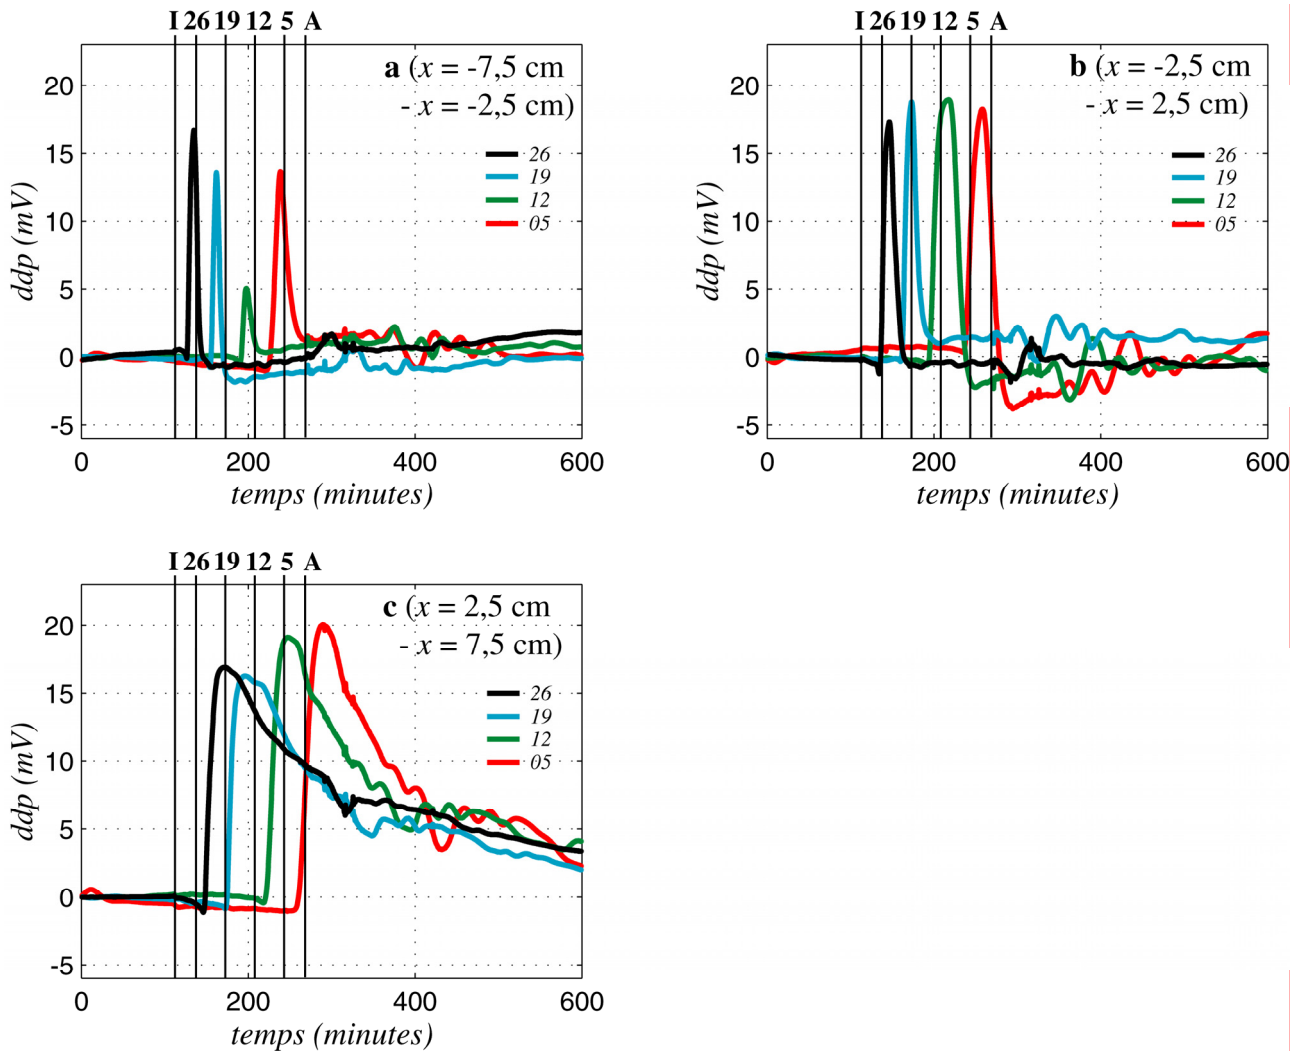 I 26 19 12 5 A
a (x = -7,5 cm
- x = -2,5 cm)
20
15
10
5
0
-5
ddp (mV)
26
19
12
05
0 200 400 600
temps (minutes)
I 26 19 12 5 A
b (x = -2,5 cm
- x = 2,5 cm)
20
15
10
5
0
-5
ddp (mV)
26
19
12
05
0 200 400 600
temps (minutes)
I 26 19 12 5 A
c (x = 2,5 cm
- x = 7,5 cm)
20
15
10
5
0
-5
ddp (mV)
26
19
12
05
0 200 400 600
temps (minutes)